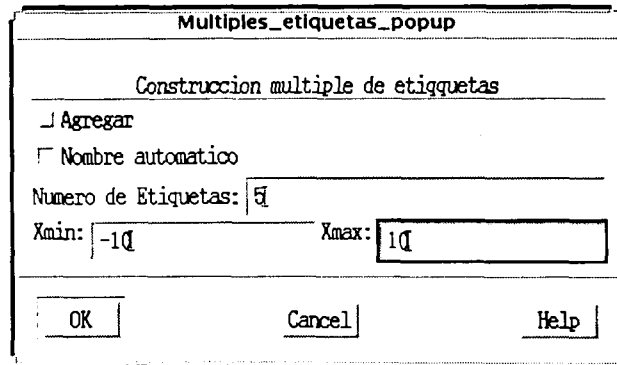 Multiples_etiquetas_popup
Construccion multiple de etiqquetas
Agregar
Nombre automatico
Numero de Etiquetas: 5
Xmin: -10 Xmax: 10
OK Cancel Help